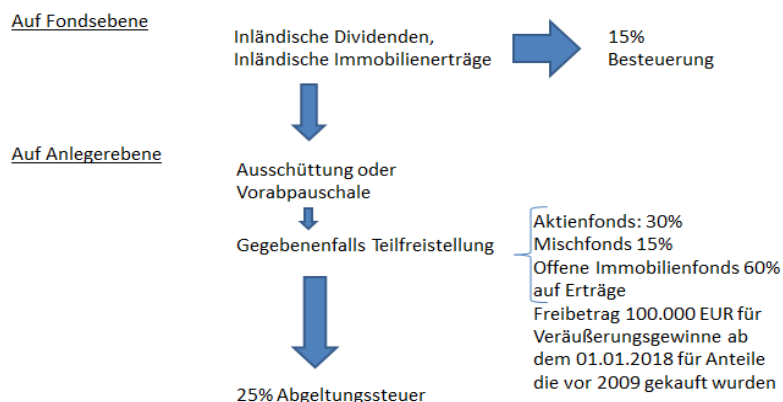 Auf Fondsebene
Inländische Dividenden,
Inländische Immobilienerträge
15%
Besteuerung
Auf Anlegerebene
Ausschüttung oder
Vorabpauschale
Gegebenenfalls Teilfreistellung
Aktienfonds: 30%
Mischfonds 15%
Offene Immobilienfonds 60%
auf Erträge
Freibetrag 100.000 EUR für
Veräußerungsgewinne ab
dem 01.01.2018 für Anteile
die vor 2009 gekauft wurden
25% Abgeltungssteuer